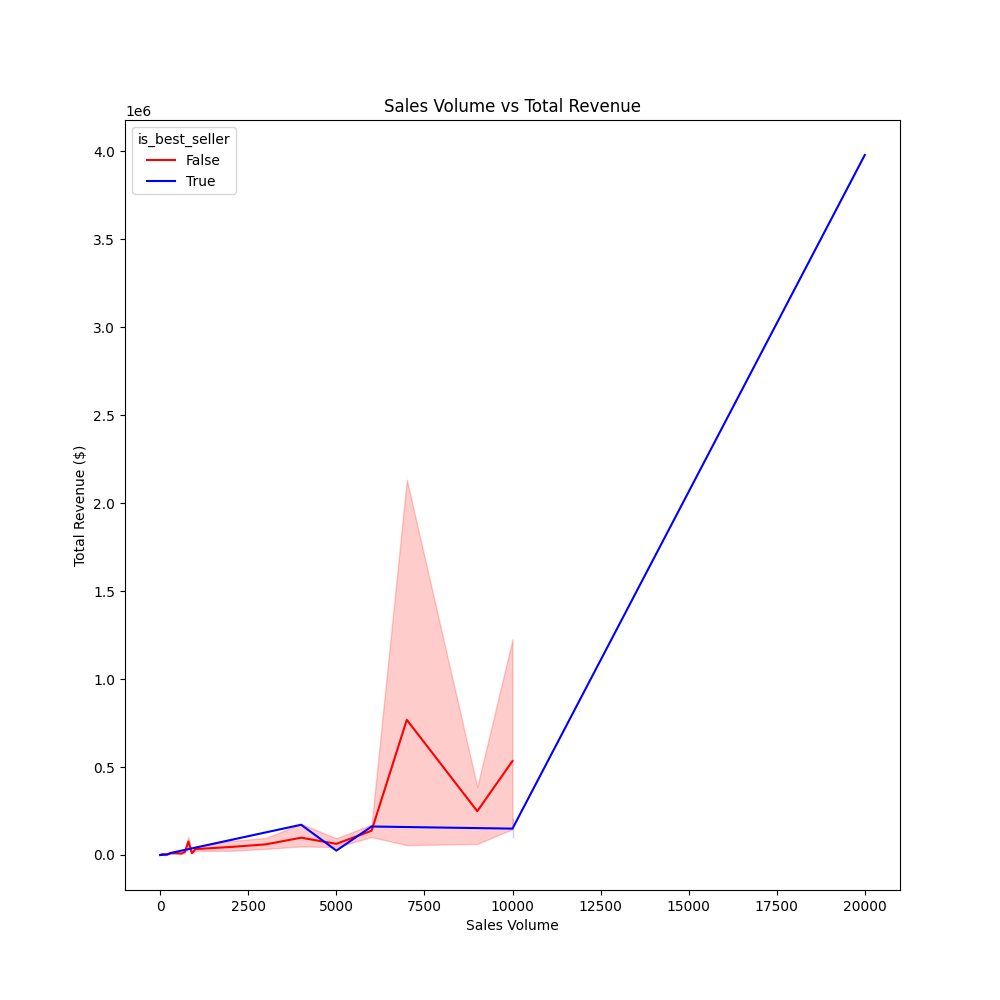 Sales Volume vs Total Revenue
1e6
is_best_seller
False
True
4.0
3.5
3.0
2.5
2.0
1.5
1.0
0.5
0.0
Total Revenue ($)
0 2500 5000 7500 10000 12500 15000 17500 20000
Sales Volume